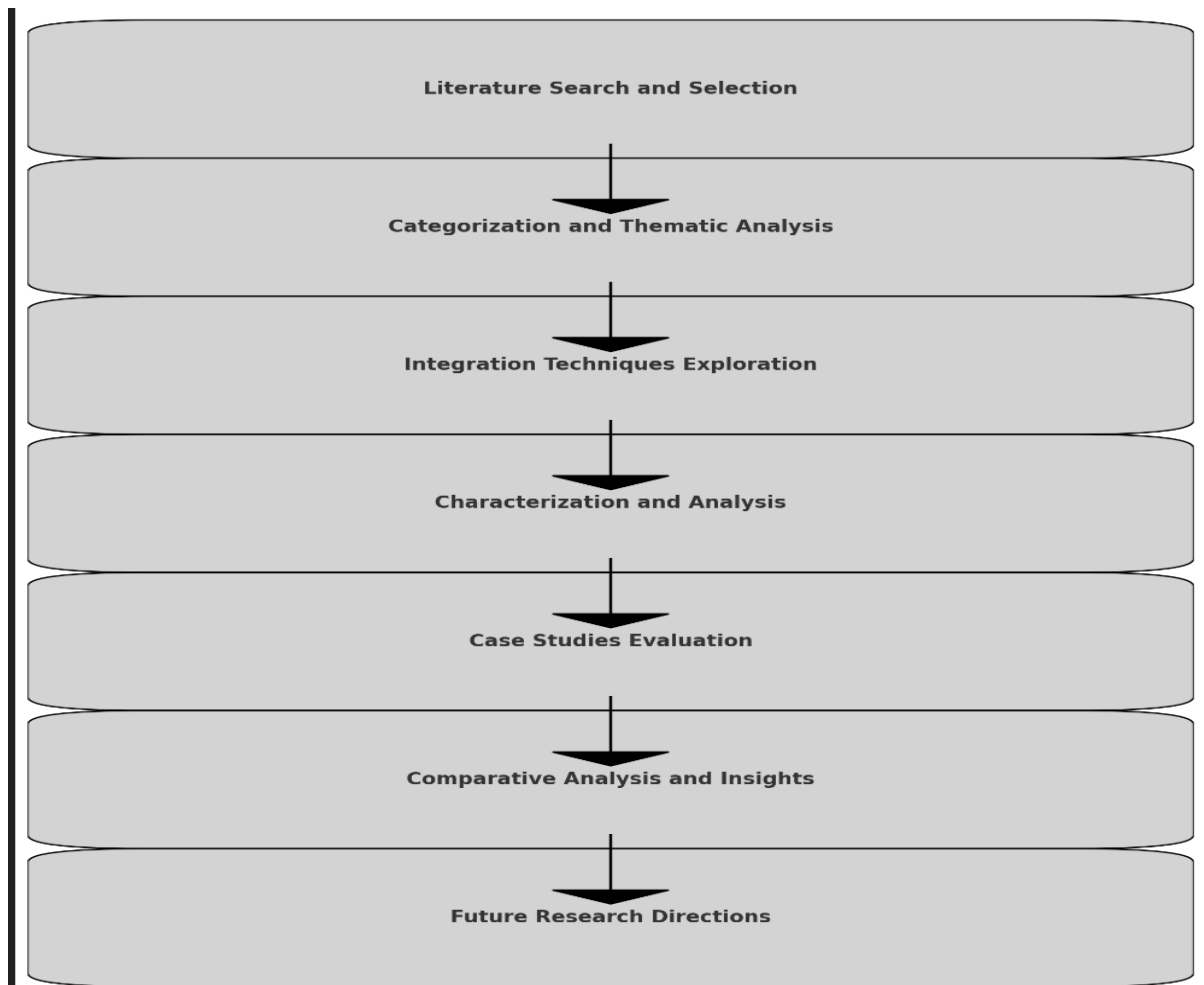 Literature Search and Selection
Categorization and Thematic Analysis
Integration Techniques Exploration
Characterization and Analysis
Case Studies Evaluation
Comparative Analysis and Insights
Future Research Directions